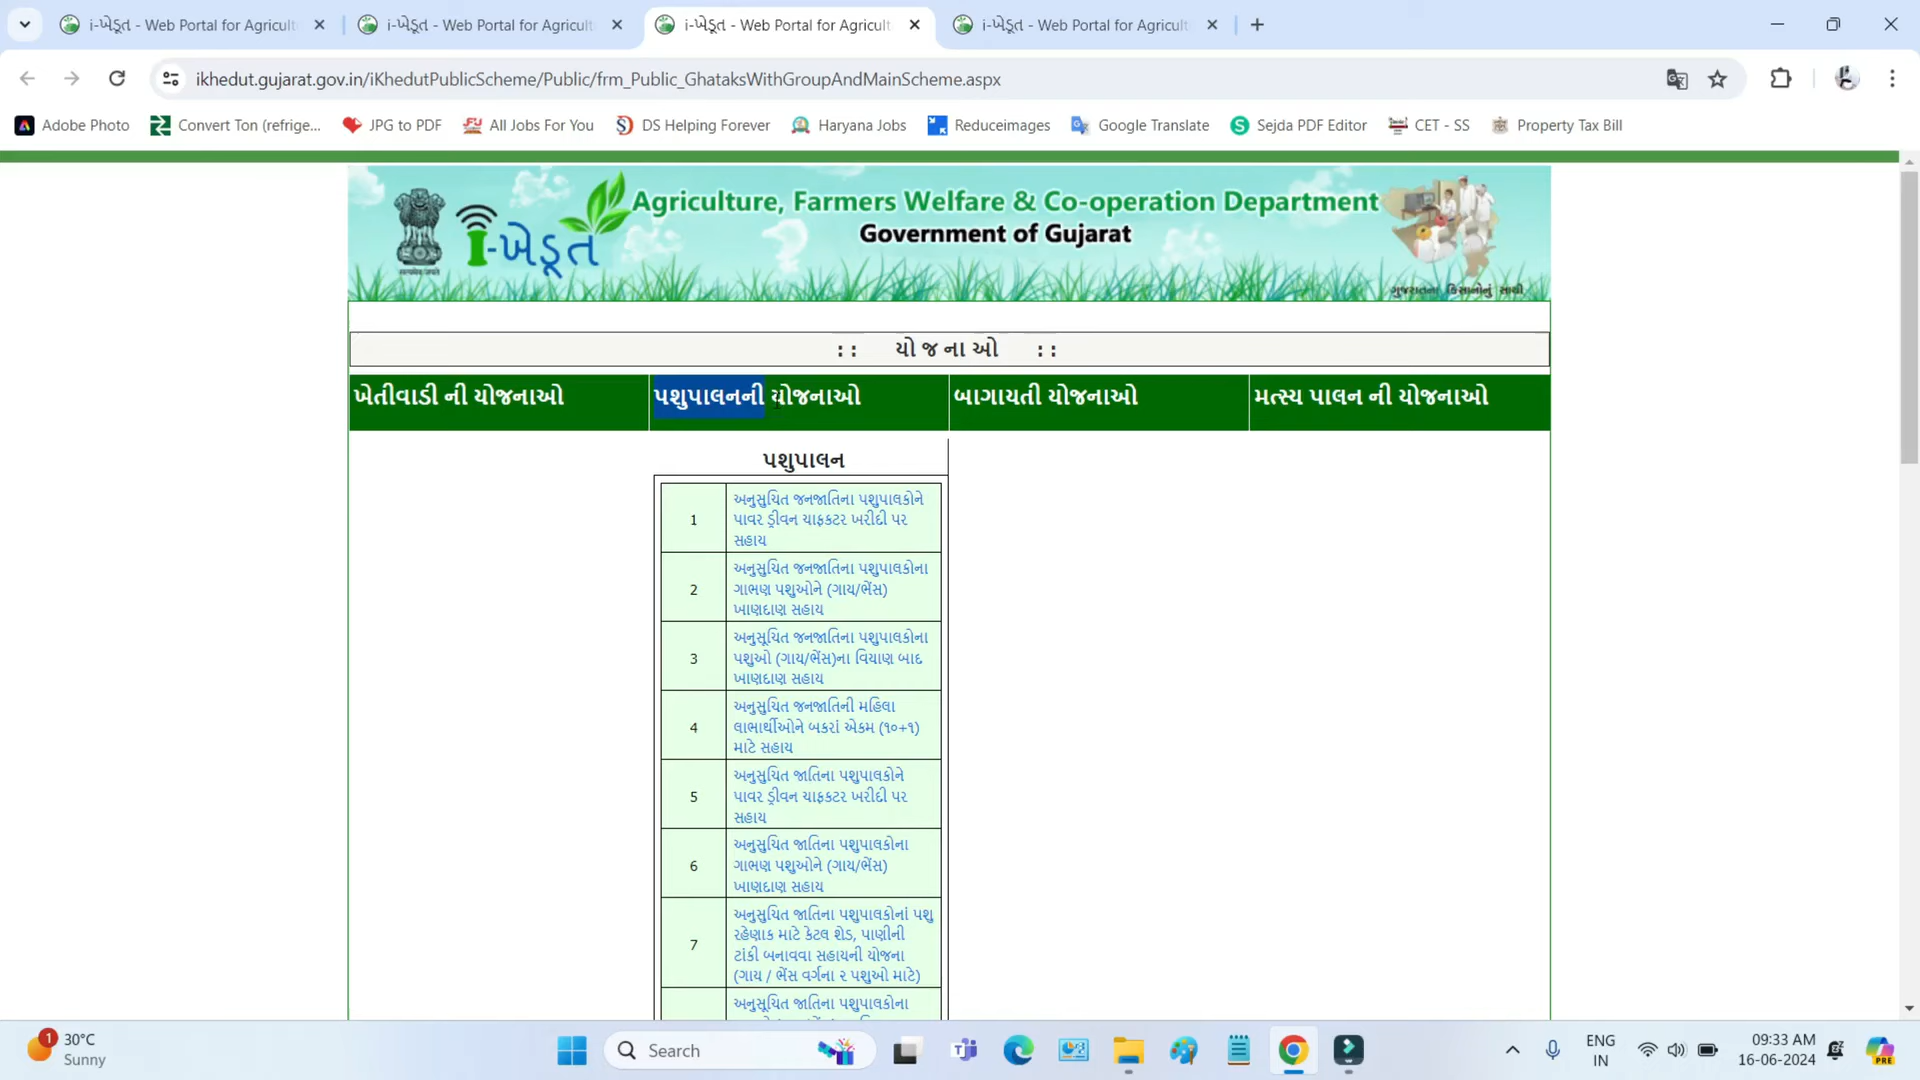 i-ખેડૂત - Web Portal for Agricult
i-ખેડૂત - Web Portal for Agricult
i-ખેડૂત - Web Portal for Agricult
i-ખેડૂત - Web Portal for Agricult
ikhedut.gujarat.gov.in/iKhedutPublicScheme/Public/frm_Public_GhataksWithGroupAndMainScheme.aspx
Adobe Photo
Convert Ton (refrige...
JPG to PDF
All Jobs For You
DS Helping Forever
Haryana Jobs
Reduceimages
Google Translate
Sejda PDF Editor
CET - SS
Property Tax Bill
Agriculture, Farmers Welfare & Co-operation Department
Government of Gujarat
i-ખેડૂત
सत्यमेव जयते
ગુજરાતના કિસાનોનું સાથી
:: યો જ ના ઓ ::
ખેતીવાડી ની યોજનાઓ
પશુપાલનની યોજનાઓ
બાગાયતી યોજનાઓ
મત્સ્ય પાલન ની યોજનાઓ
પશુપાલન
1
અનુસુચિત જનજાતિના પશુપાલકોને
પાવર ડ્રીવન ચાફકટર ખરીદી પર
સહાય
2
અનુસુચિત જનજાતિના પશુપાલકોના
ગાભણ પશુઓને (ગાય/ભેંસ)
ખાણદાણ સહાય
3
અનુસૂચિત જનજાતિના પશુપાલકોના
પશુઓ (ગાય/ભેંસ)ના વિયાણ બાદ
ખાણદાણ સહાય
4
અનુસુચિત જનજાતિની મહિલા
લાભાર્થીઓને બકરાં એકમ (૧૦+૧)
માટે સહાય
5
અનુસુચિત જાતિના પશુપાલકોને
પાવર ડ્રીવન ચાફકટર ખરીદી પર
સહાય
6
અનુસુચિત જાતિના પશુપાલકોના
ગાભણ પશુઓને (ગાય/ભેંસ)
ખાણદાણ સહાય
7
અનુસુચિત જાતિના પશુપાલકોનાં પશુ
રહેણાક માટે કેટલ શેડ, પાણીની
ટાંકી બનાવવા સહાયની યોજના
(ગાય / ભેંસ વર્ગના ૨ પશુઓ માટે)
અનુસૂચિત જાતિના પશુપાલકોના
1
30°C
Sunny
Search
ENG
IN
09:33 AM
16-06-2024
PRE